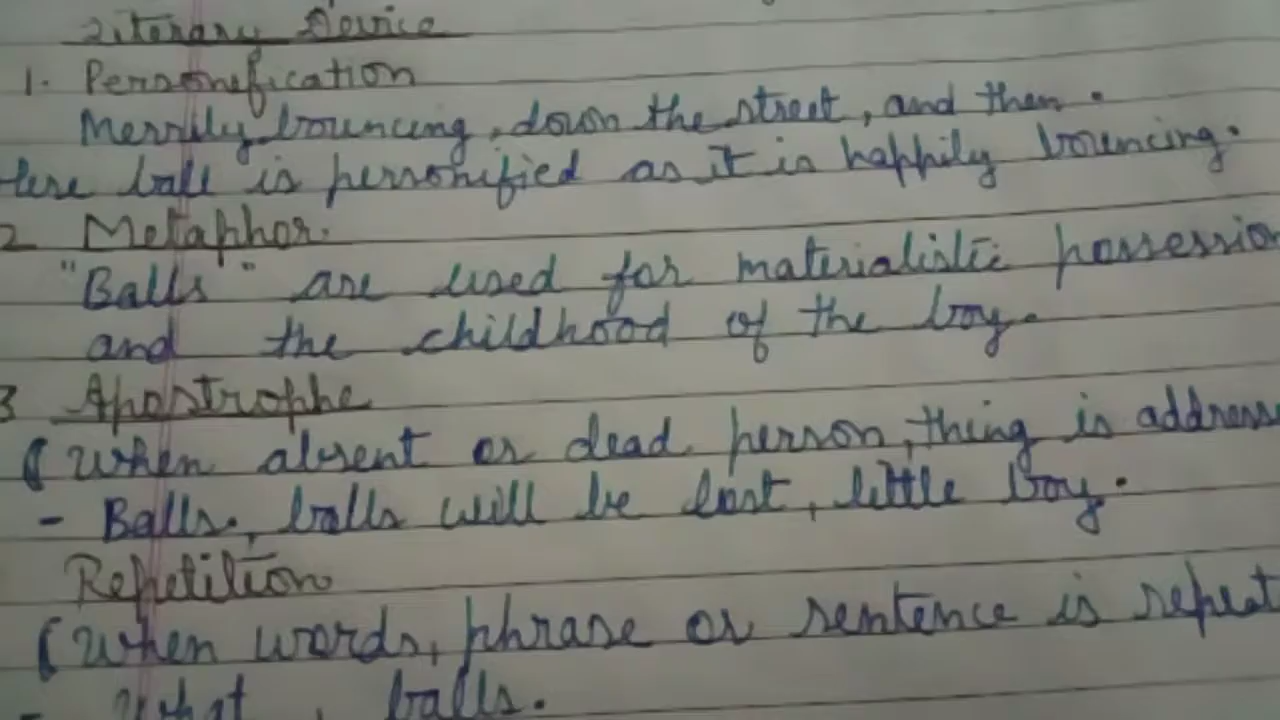 Literary Device
1. Personefication
Merrily bouncing, down the street, and then.
Here ball is personified as it is happily bouncing.
2 Metaphor.
"Balls" are used for materialistic possession
and the childhood of the boy.
3 Apostrophe
(When absent or dead person, thing is address
- Balls, balls will be lost, little boy.
Repetition
(When words, phrase or sentence is repeat
- What, balls.